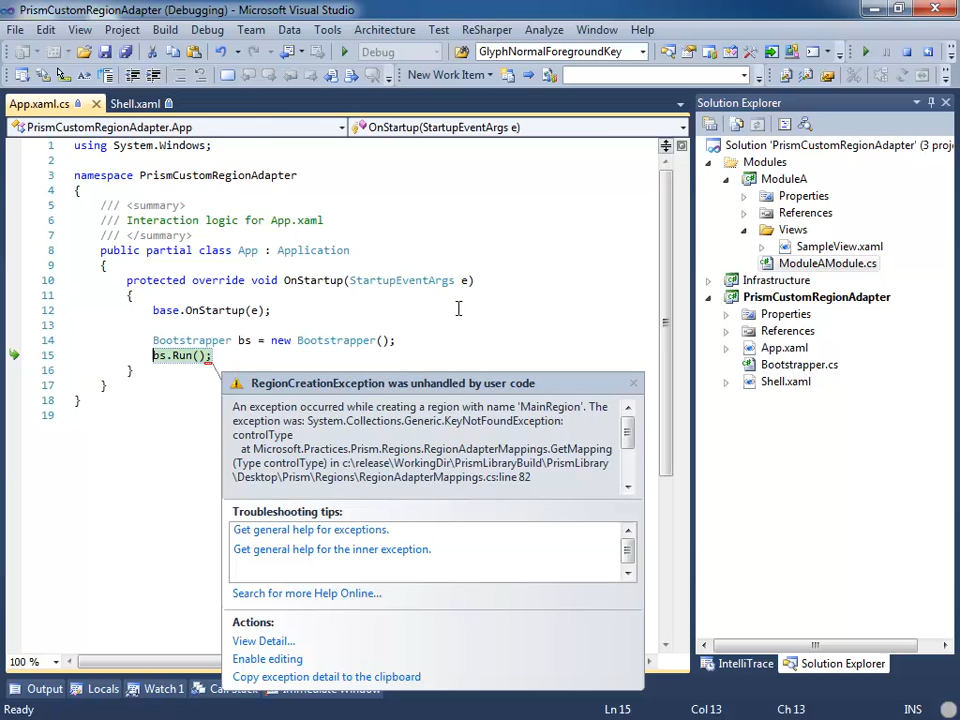 PrismCustomRegionAdapter (Debugging) - Microsoft Visual Studio
File Edit View Project Build Debug Team Data Tools Architecture Test ReSharper Analyze Window Help
Debug GlyphNormalForegroundKey
New Work Item
App.xaml.cs Shell.xaml
PrismCustomRegionAdapter.App OnStartup(StartupEventArgs e)
1 using System.Windows;
2
3 namespace PrismCustomRegionAdapter
4 {
5 /// <summary>
6 /// Interaction logic for App.xaml
7 /// </summary>
8 public partial class App : Application
9 {
10 protected override void OnStartup(StartupEventArgs e)
11 {
12 base.OnStartup(e);
13
14 Bootstrapper bs = new Bootstrapper();
15 bs.Run();
16 }
17 }
18 }
19
RegionCreationException was unhandled by user code
An exception occurred while creating a region with name 'MainRegion'. The
exception was: System.Collections.Generic.KeyNotFoundException:
controlType
at Microsoft.Practices.Prism.Regions.RegionAdapterMappings.GetMapping
(Type controlType) in c:\release\WorkingDir\PrismLibraryBuild\PrismLibrary
\Desktop\Prism\Regions\RegionAdapterMappings.cs:line 82
Troubleshooting tips:
Get general help for exceptions.
Get general help for the inner exception.
Search for more Help Online...
Actions:
View Detail...
Enable editing
Copy exception detail to the clipboard
Solution Explorer
Solution 'PrismCustomRegionAdapter' (3 proj
Modules
ModuleA
Properties
References
Views
SampleView.xaml
ModuleAModule.cs
Infrastructure
PrismCustomRegionAdapter
Properties
References
App.xaml
Bootstrapper.cs
Shell.xaml
100 %
IntelliTrace Solution Explorer
Output Locals Watch 1 Call Stack Immediate Window
Ready Ln 15 Col 13 Ch 13 INS